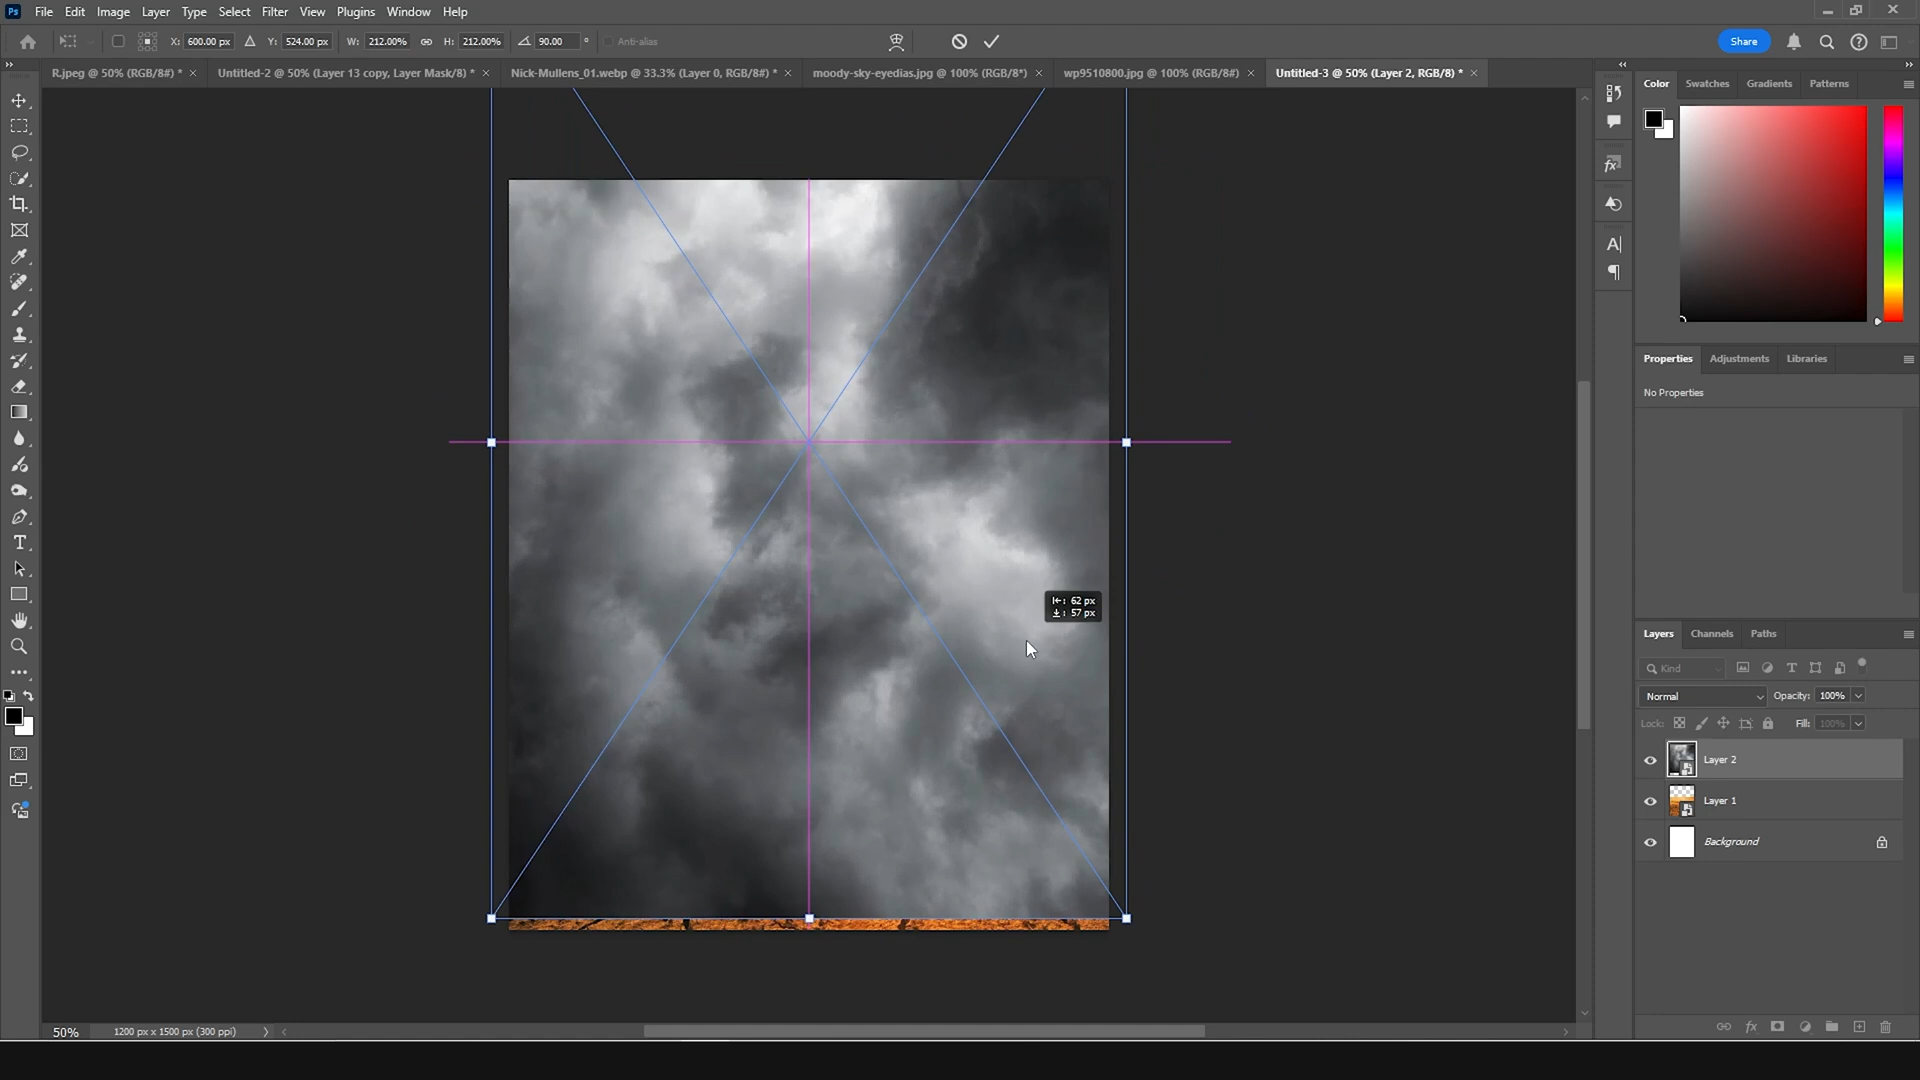 Ps File Edit Image Layer Type Select Filter View Plugins Window Help
X: 600.00 px Y: 524.00 px W: 212.00% H: 212.00% 90.00 ° Anti-alias Share
R.jpeg @ 50% (RGB/8#) * Untitled-2 @ 50% (Layer 13 copy, Layer Mask/8) * Nick-Mullens_01.webp @ 33.3% (Layer 0, RGB/8#) * moody-sky-eyedias.jpg @ 100% (RGB/8*) wp9510800.jpg @ 100% (RGB/8#) Untitled-3 @ 50% (Layer 2, RGB/8) *
Color Swatches Gradients Patterns
Properties Adjustments Libraries
No Properties
: 62 px
: 57 px
Layers Channels Paths
Kind
Normal Opacity: 100%
Lock: Fill: 100%
Layer 2
Layer 1
Background
50% 1200 px x 1500 px (300 ppi)